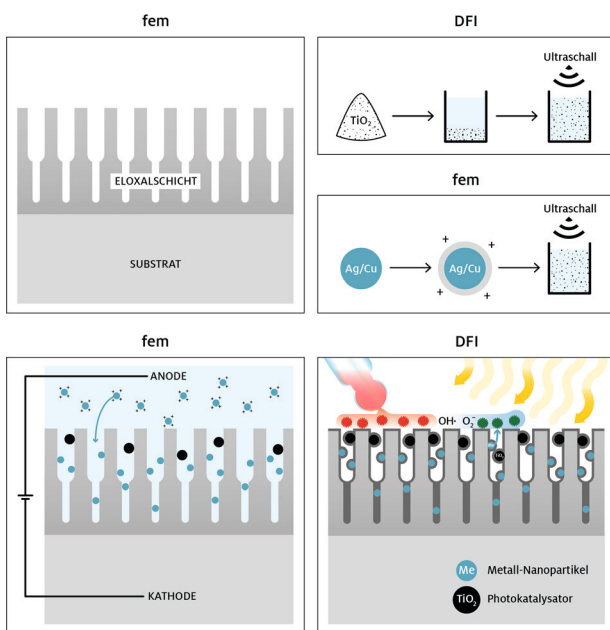 fem
ELOXALSCHICHT
SUBSTRAT
DFI
Ultraschall
TiO₂
fem
Ultraschall
Ag/Cu
Ag/Cu
+
+
+
+
fem
ANODE
KATHODE
DFI
OH· O₂⁻
TiO₂
Me Metall-Nanopartikel
TiO₂ Photokatalysator